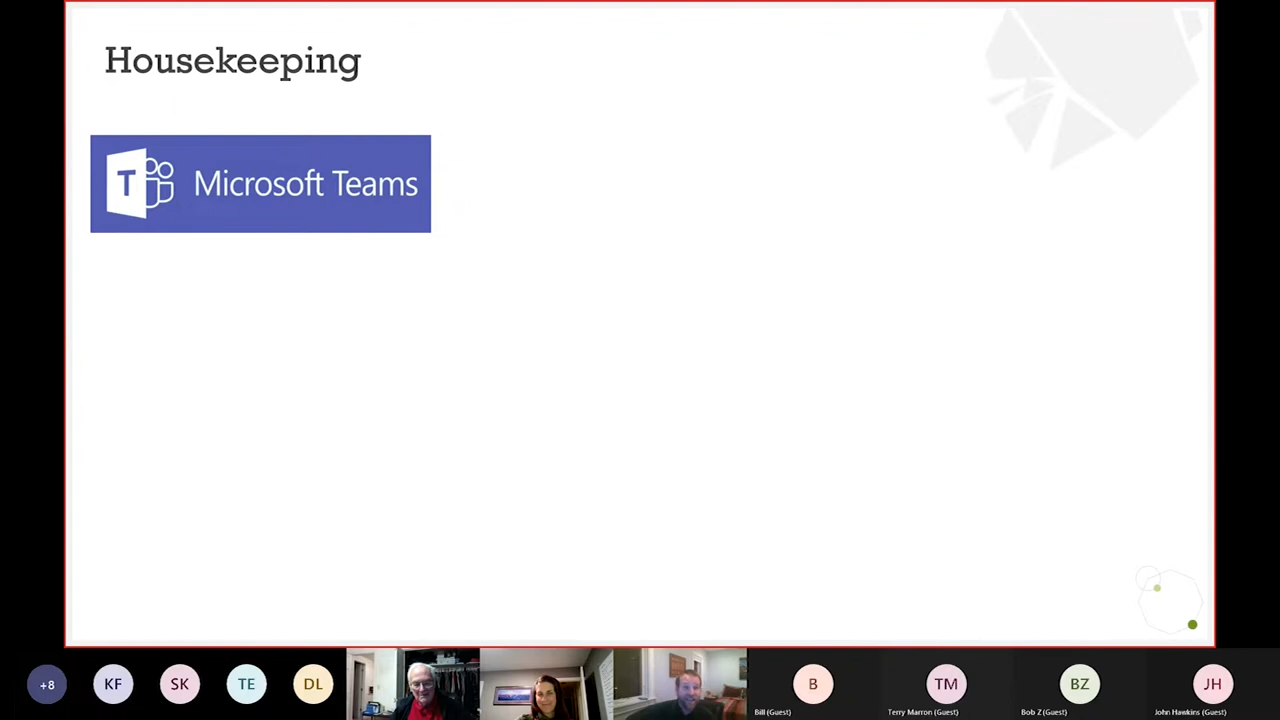 Housekeeping
T Microsoft Teams
+8
KF
SK
TE
DL
B
TM
BZ
JH
Bill (Guest)
Terry Marron (Guest)
Bob Z (Guest)
John Hawkins (Guest)